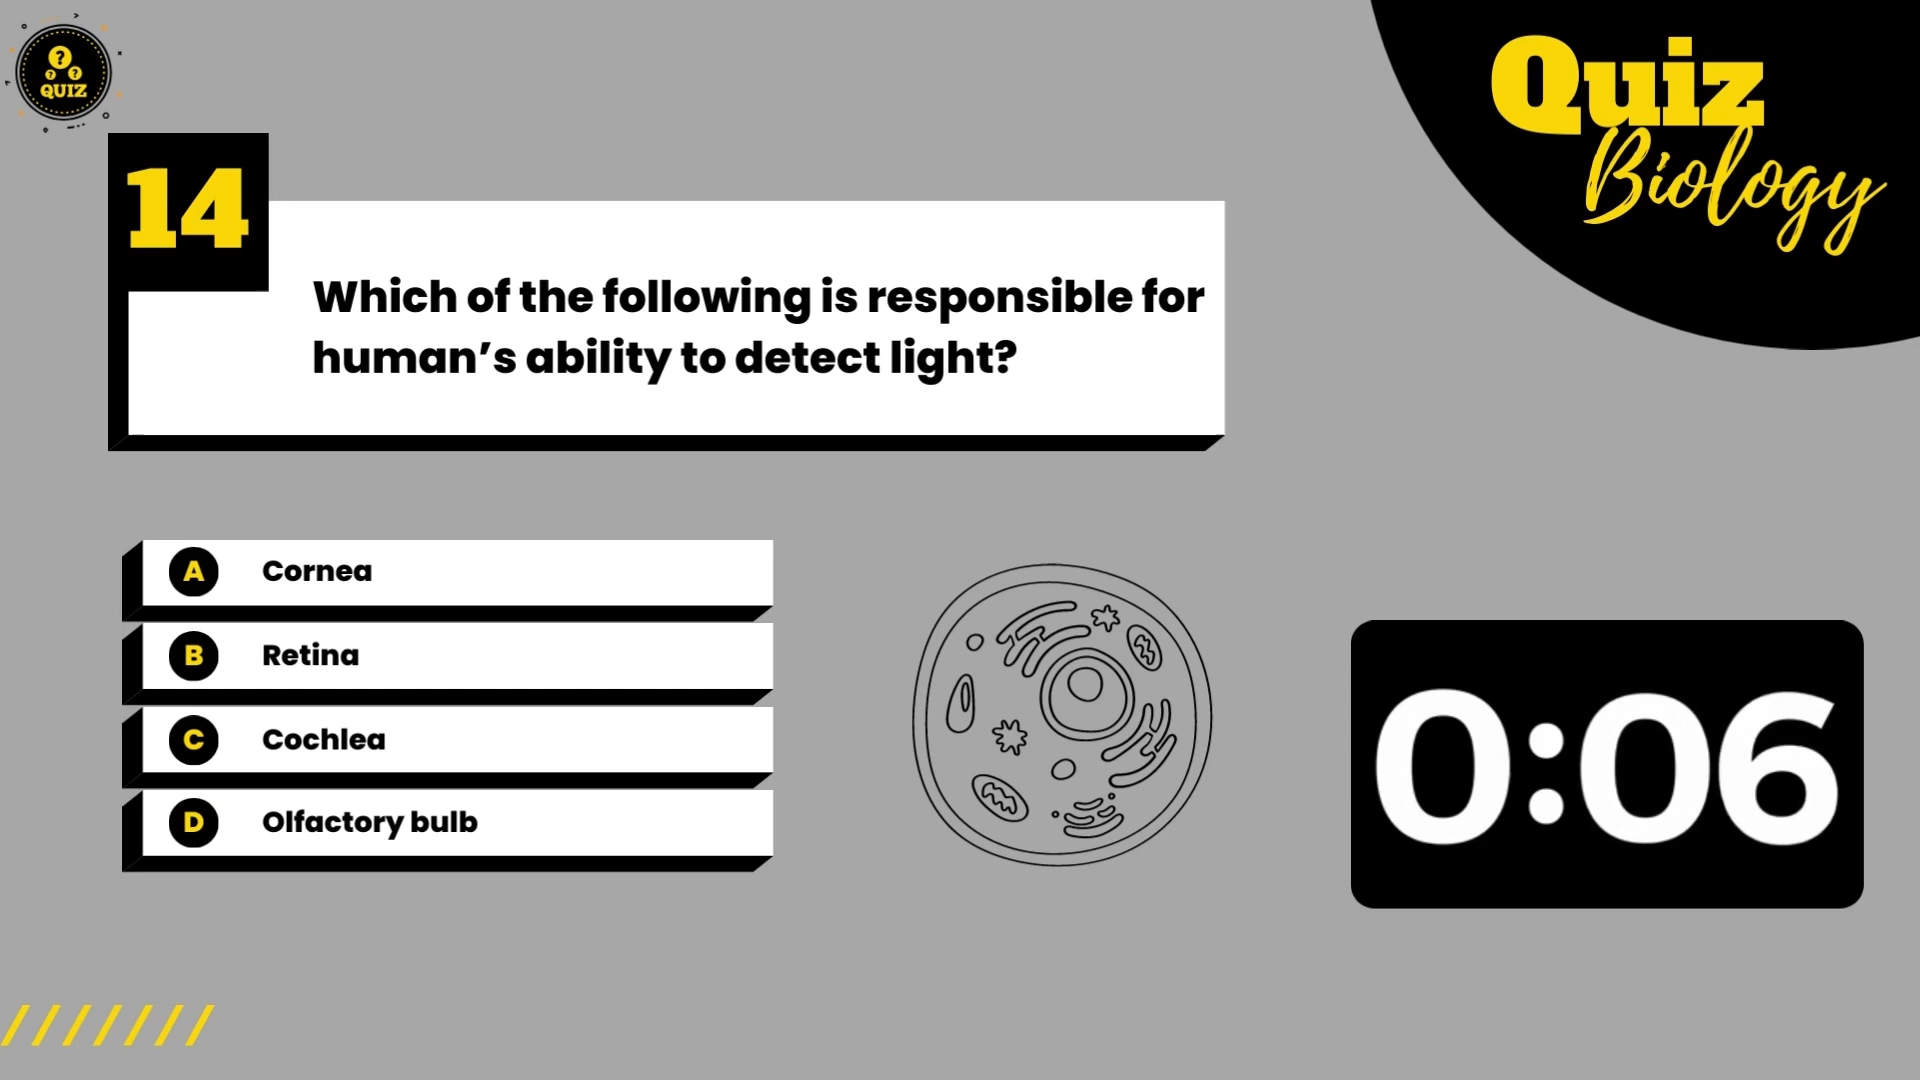 ? ? ?
QUIZ
Quiz
Biology
14
Which of the following is responsible for
human’s ability to detect light?
A Cornea
B Retina
C Cochlea
D Olfactory bulb
0:06